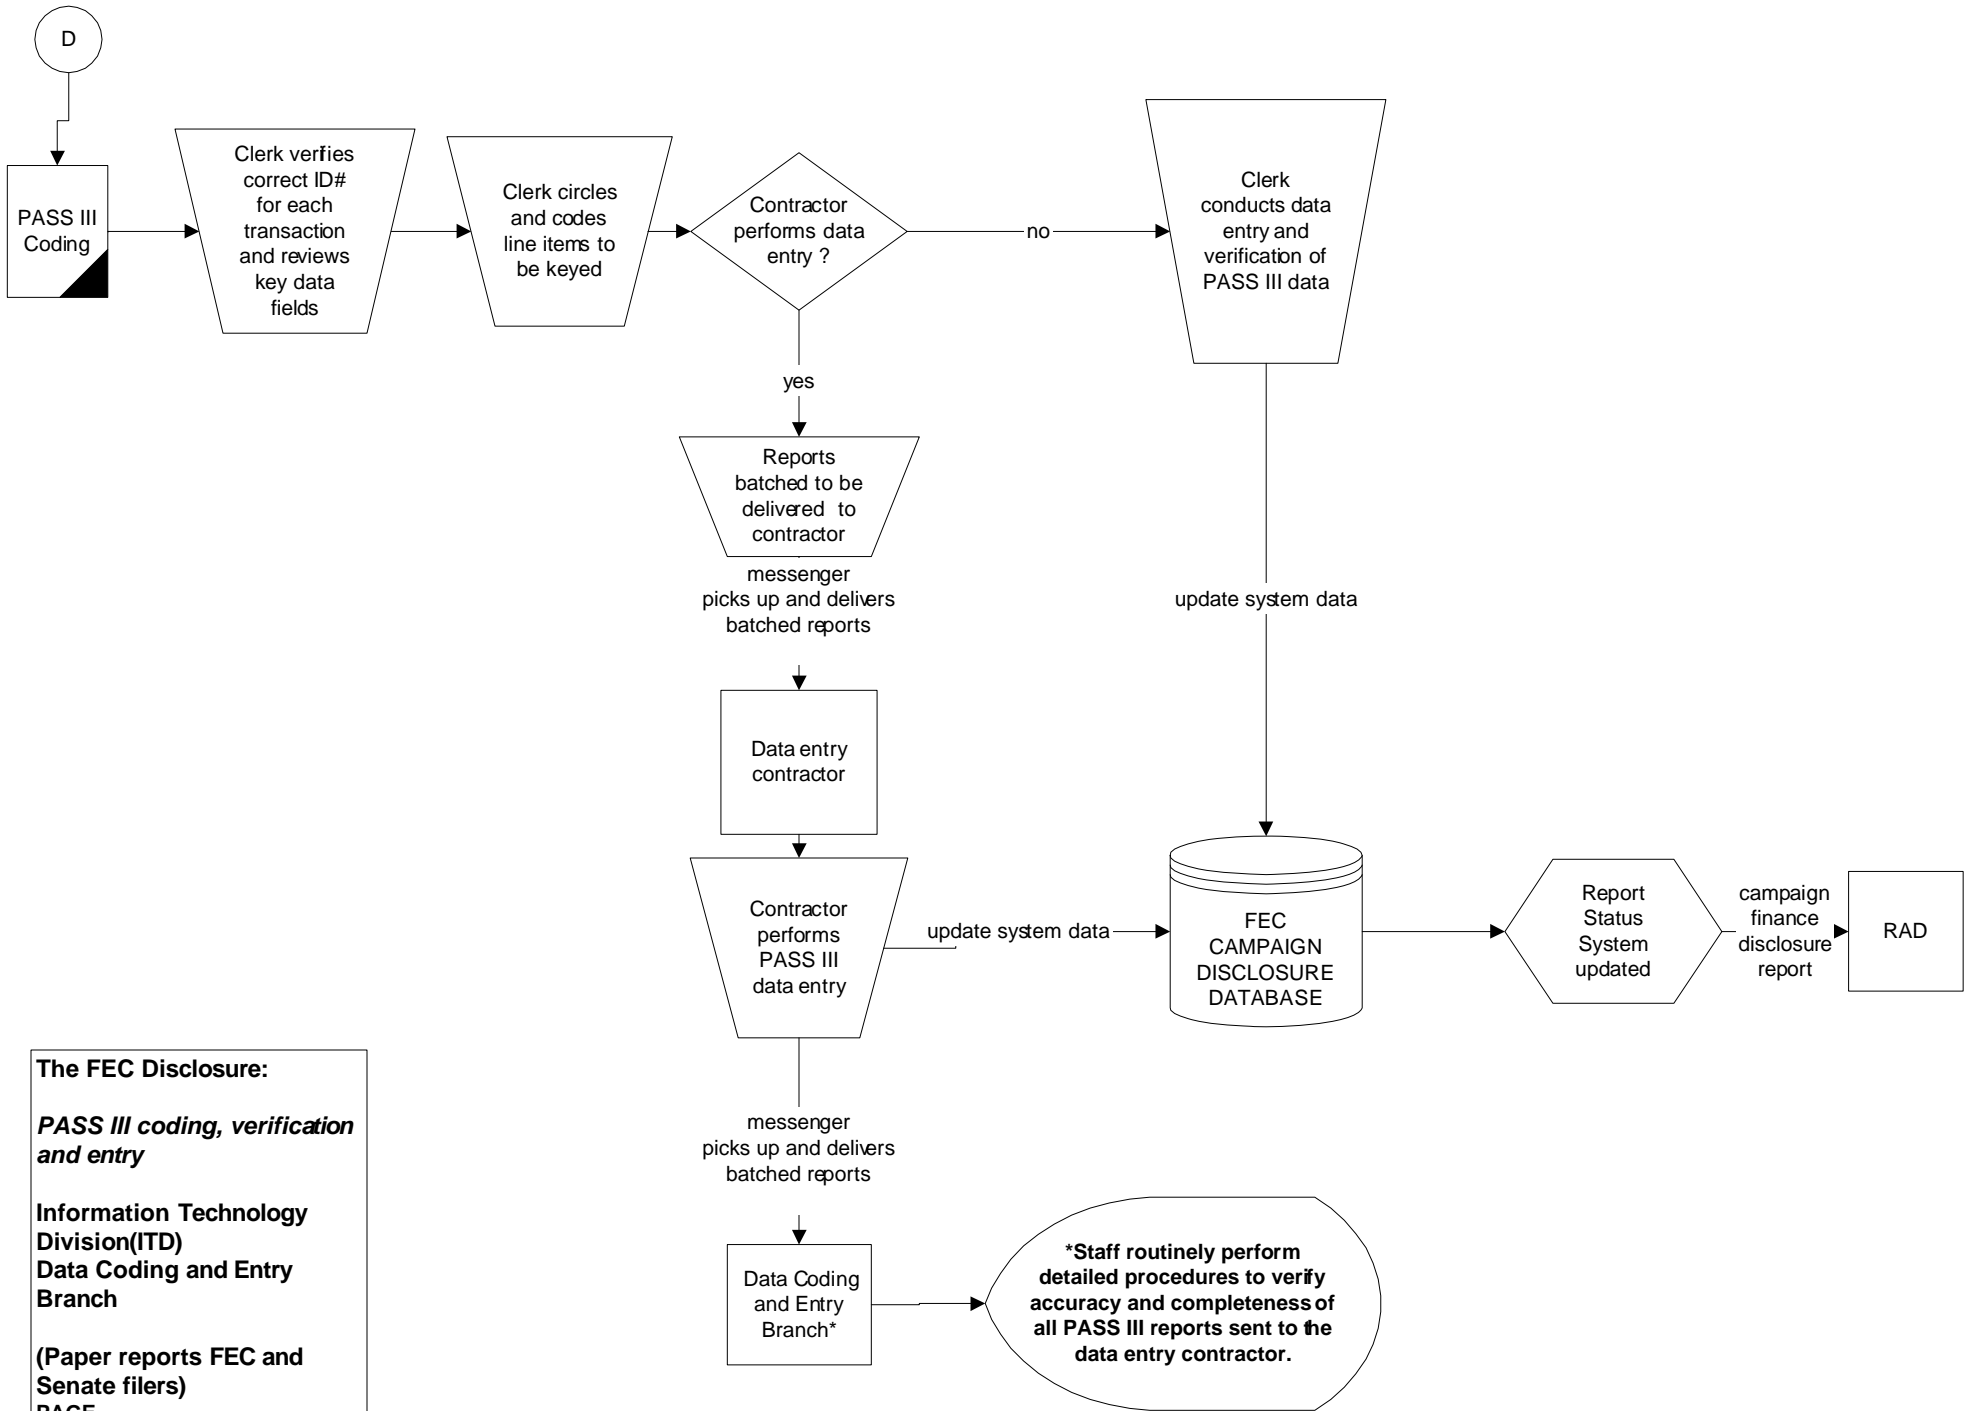 D
PASS III
Coding
Clerk verifies
correct ID#
for each
transaction
and reviews
key data
fields
Clerk circles
and codes
line items to
be keyed
Contractor
performs data
entry ?
no
Clerk
conducts data
entry and
verification of
PASS III data
yes
Reports
batched to be
delivered to
contractor
messenger
picks up and delivers
batched reports
update system data
Data entry
contractor
Contractor
performs
PASS III
data entry
update system data
FEC
CAMPAIGN
DISCLOSURE
DATABASE
Report
Status
System
updated
campaign
finance
disclosure
report
RAD
messenger
picks up and delivers
batched reports
Data Coding
and Entry
Branch*
*Staff routinely perform
detailed procedures to verify
accuracy and completeness of
all PASS III reports sent to the
data entry contractor.
The FEC Disclosure:
PASS III coding, verification
and entry
Information Technology
Division(ITD)
Data Coding and Entry
Branch
(Paper reports FEC and
Senate filers)